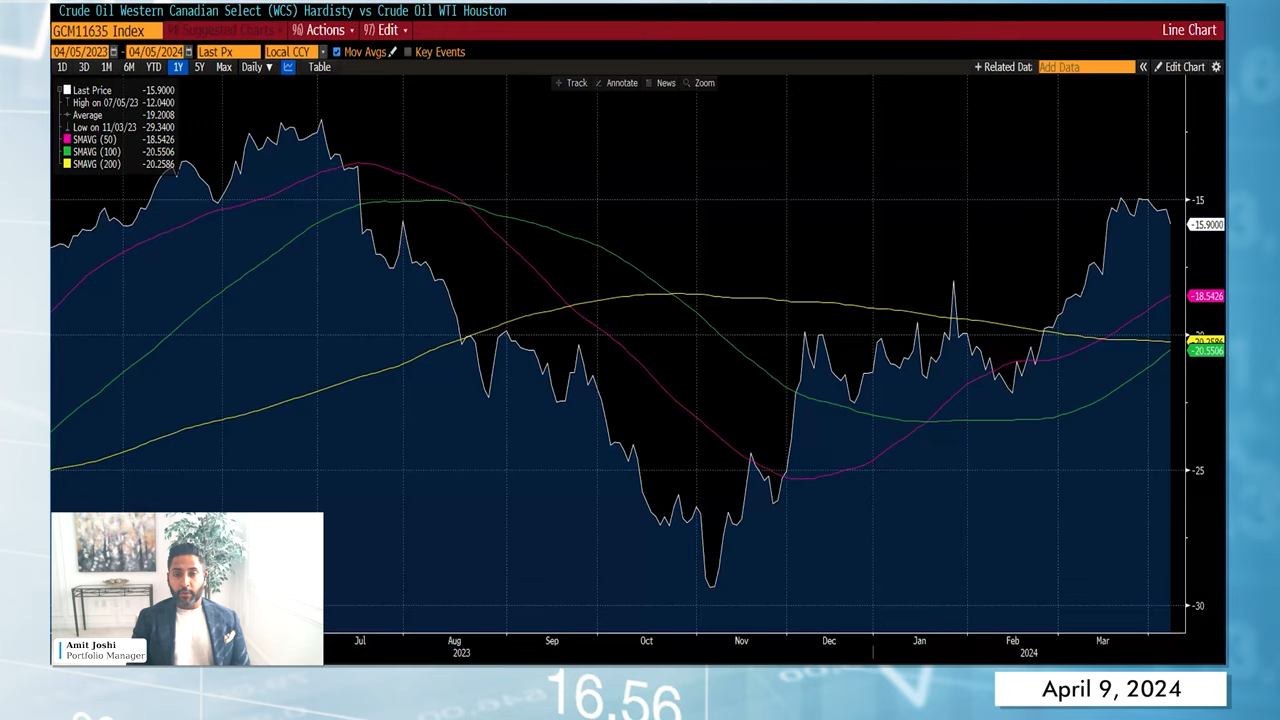 Crude Oil Western Canadian Select (WCS) Hardisty vs Crude Oil WTI Houston
GCM11635 Index 94) Suggested Charts 96) Actions 97) Edit Line Chart
04/05/2023 - 04/05/2024 Last Px Local CCY Mov Avgs Key Events
1D 3D 1M 6M YTD 1Y 5Y Max Daily ▼ Table + Related Dat Add Data « Edit Chart
Track Annotate News Zoom
Last Price -15.9000
High on 07/05/23 -12.0400
Average -19.2008
Low on 11/03/23 -29.3400
SMAVG (50) -18.5426
SMAVG (100) -20.5506
SMAVG (200) -20.2586
-15
-15.9000
-18.5426
-20.2586
-20.5506
-25
-30
Jul Aug Sep Oct Nov Dec Jan Feb Mar
2023 2024
Amit Joshi
Portfolio Manager
April 9, 2024
16.56